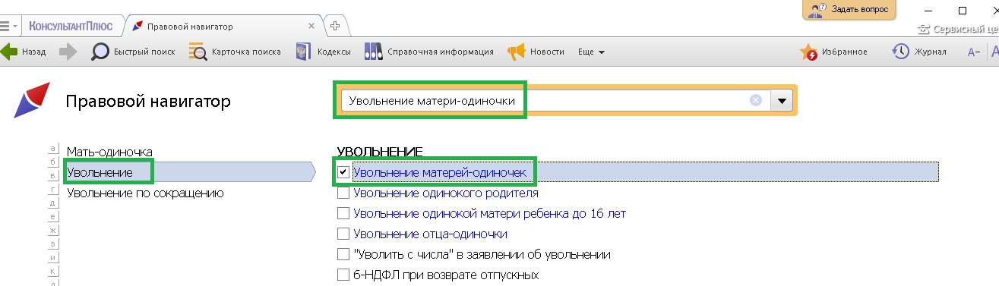 Задать вопрос
КонсультантПлюс
Правовой навигатор
Сервисный це
Назад
Быстрый поиск
Карточка поиска
Кодексы
Справочная информация
Новости
Еще
Избранное
Журнал
А−
А
Правовой навигатор
Увольнение матери-одиночки
а
б
в
г
д
е
ж
з
и
к
Мать-одиночка
Увольнение
Увольнение по сокращению
УВОЛЬНЕНИЕ
Увольнение матерей-одиночек
Увольнение одинокого родителя
Увольнение одинокой матери ребенка до 16 лет
Увольнение отца-одиночки
"Уволить с числа" в заявлении об увольнении
6-НДФЛ при возврате отпускных